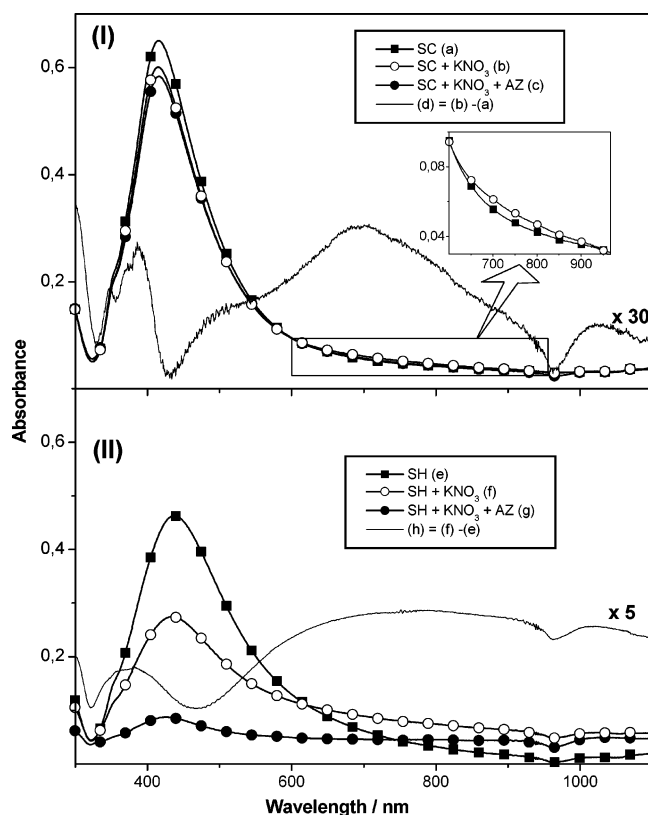 (I)
SC (a)
SC + KNO₃ (b)
SC + KNO₃ + AZ (c)
(d) = (b) -(a)
0,6
0,4
0,2
0,08
0,04
700 800 900
x 30
Absorbance
(II)
SH (e)
SH + KNO₃ (f)
SH + KNO₃ + AZ (g)
(h) = (f) -(e)
0,6
0,4
0,2
x 5
400 600 800 1000
Wavelength / nm